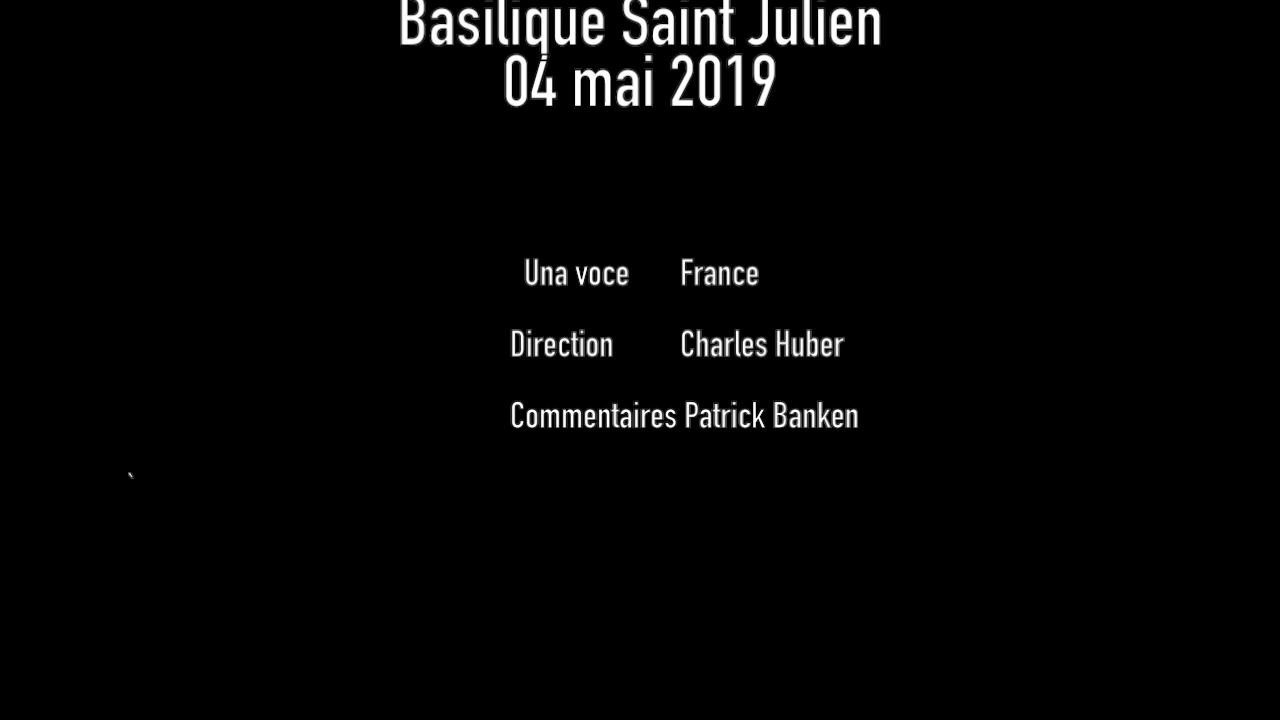 Basilique Saint Julien
04 mai 2019
Una voce France
Direction Charles Huber
Commentaires Patrick Banken
`